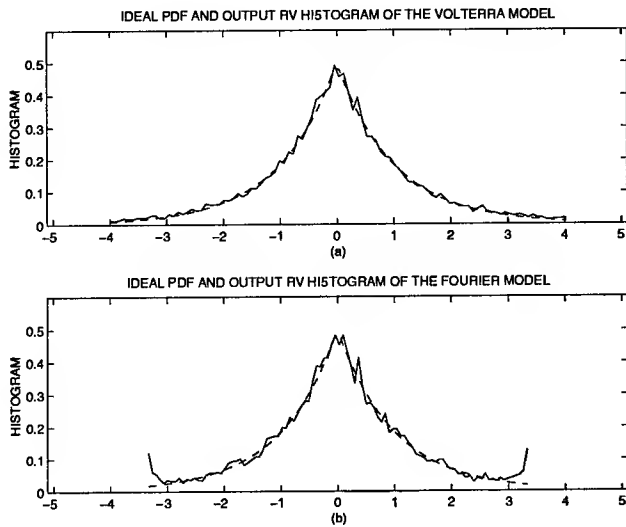 IDEAL PDF AND OUTPUT RV HISTOGRAM OF THE VOLTERRA MODEL
HISTOGRAM
0.5
0.4
0.3
0.2
0.1
0
-5 -4 -3 -2 -1 0 1 2 3 4 5
(a)
IDEAL PDF AND OUTPUT RV HISTOGRAM OF THE FOURIER MODEL
HISTOGRAM
0.5
0.4
0.3
0.2
0.1
0
-5 -4 -3 -2 -1 0 1 2 3 4 5
(b)